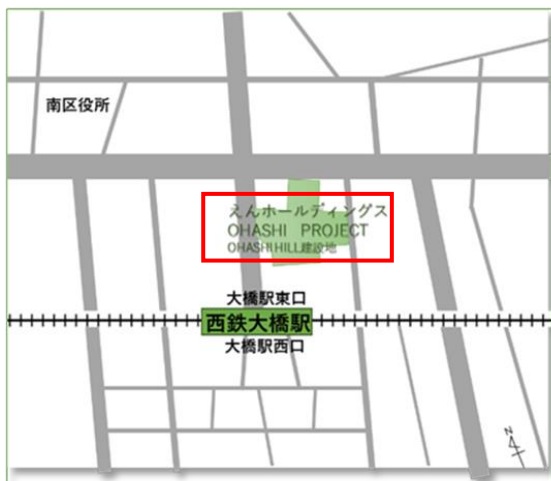 南区役所
えんホールディングス
OHASHI PROJECT
OHASHI HILL建設地
大橋駅東口
西鉄大橋駅
大橋駅西口
N